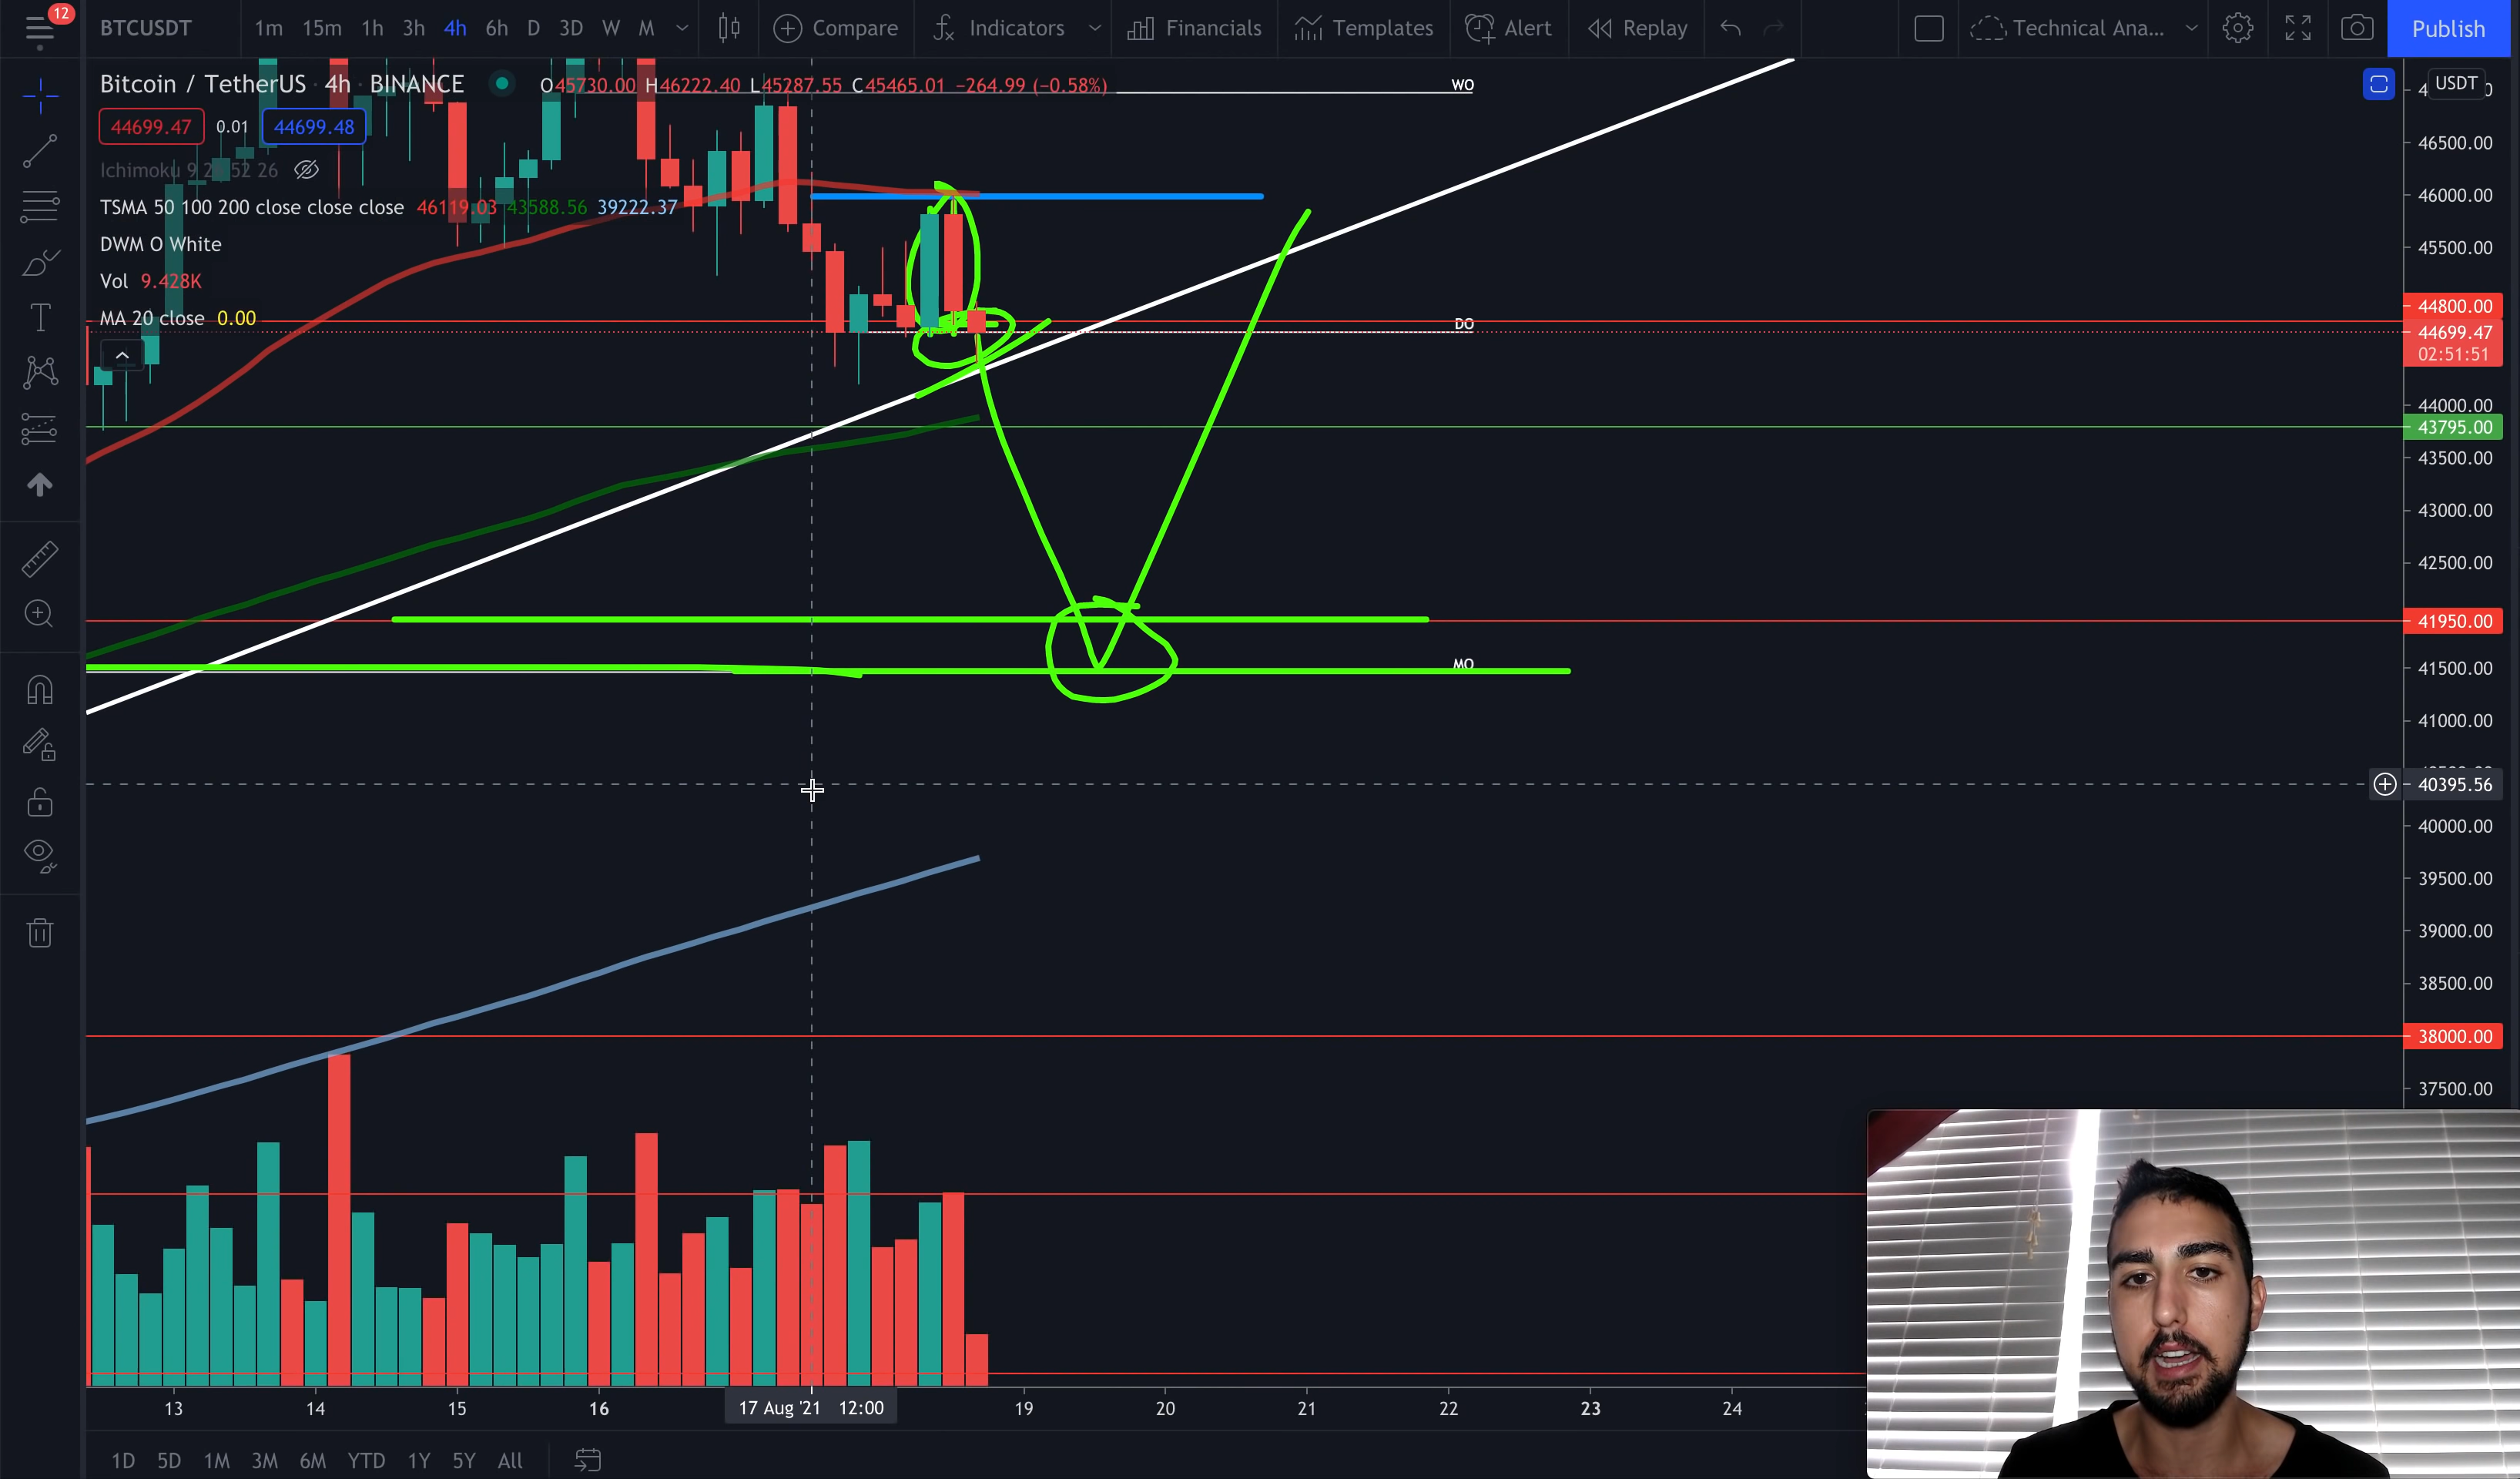 12
BTCUSDT 1m 15m 1h 3h 4h 6h D 3D W M Compare Indicators Financials Templates Alert Replay Technical Ana... Publish
Bitcoin / TetherUS · 4h · BINANCE O45730.00 H46222.40 L45287.55 C45465.01 −264.99 (−0.58%)
WO
USDT
44699.47 0.01 44699.48
46500.00
Ichimoku 9 26 52 26
46000.00
TSMA 50 100 200 close close close 46119.03 43588.56 39222.37
DWM O White
45500.00
Vol 9.428K
44800.00
MA 20 close 0.00
DO
44699.47
02:51:51
44000.00
43795.00
43500.00
43000.00
42500.00
41950.00
MO
41500.00
41000.00
40395.56
40000.00
39500.00
39000.00
38500.00
38000.00
37500.00
13 14 15 16 17 Aug '21 12:00 19 20 21 22 23 24
1D 5D 1M 3M 6M YTD 1Y 5Y All